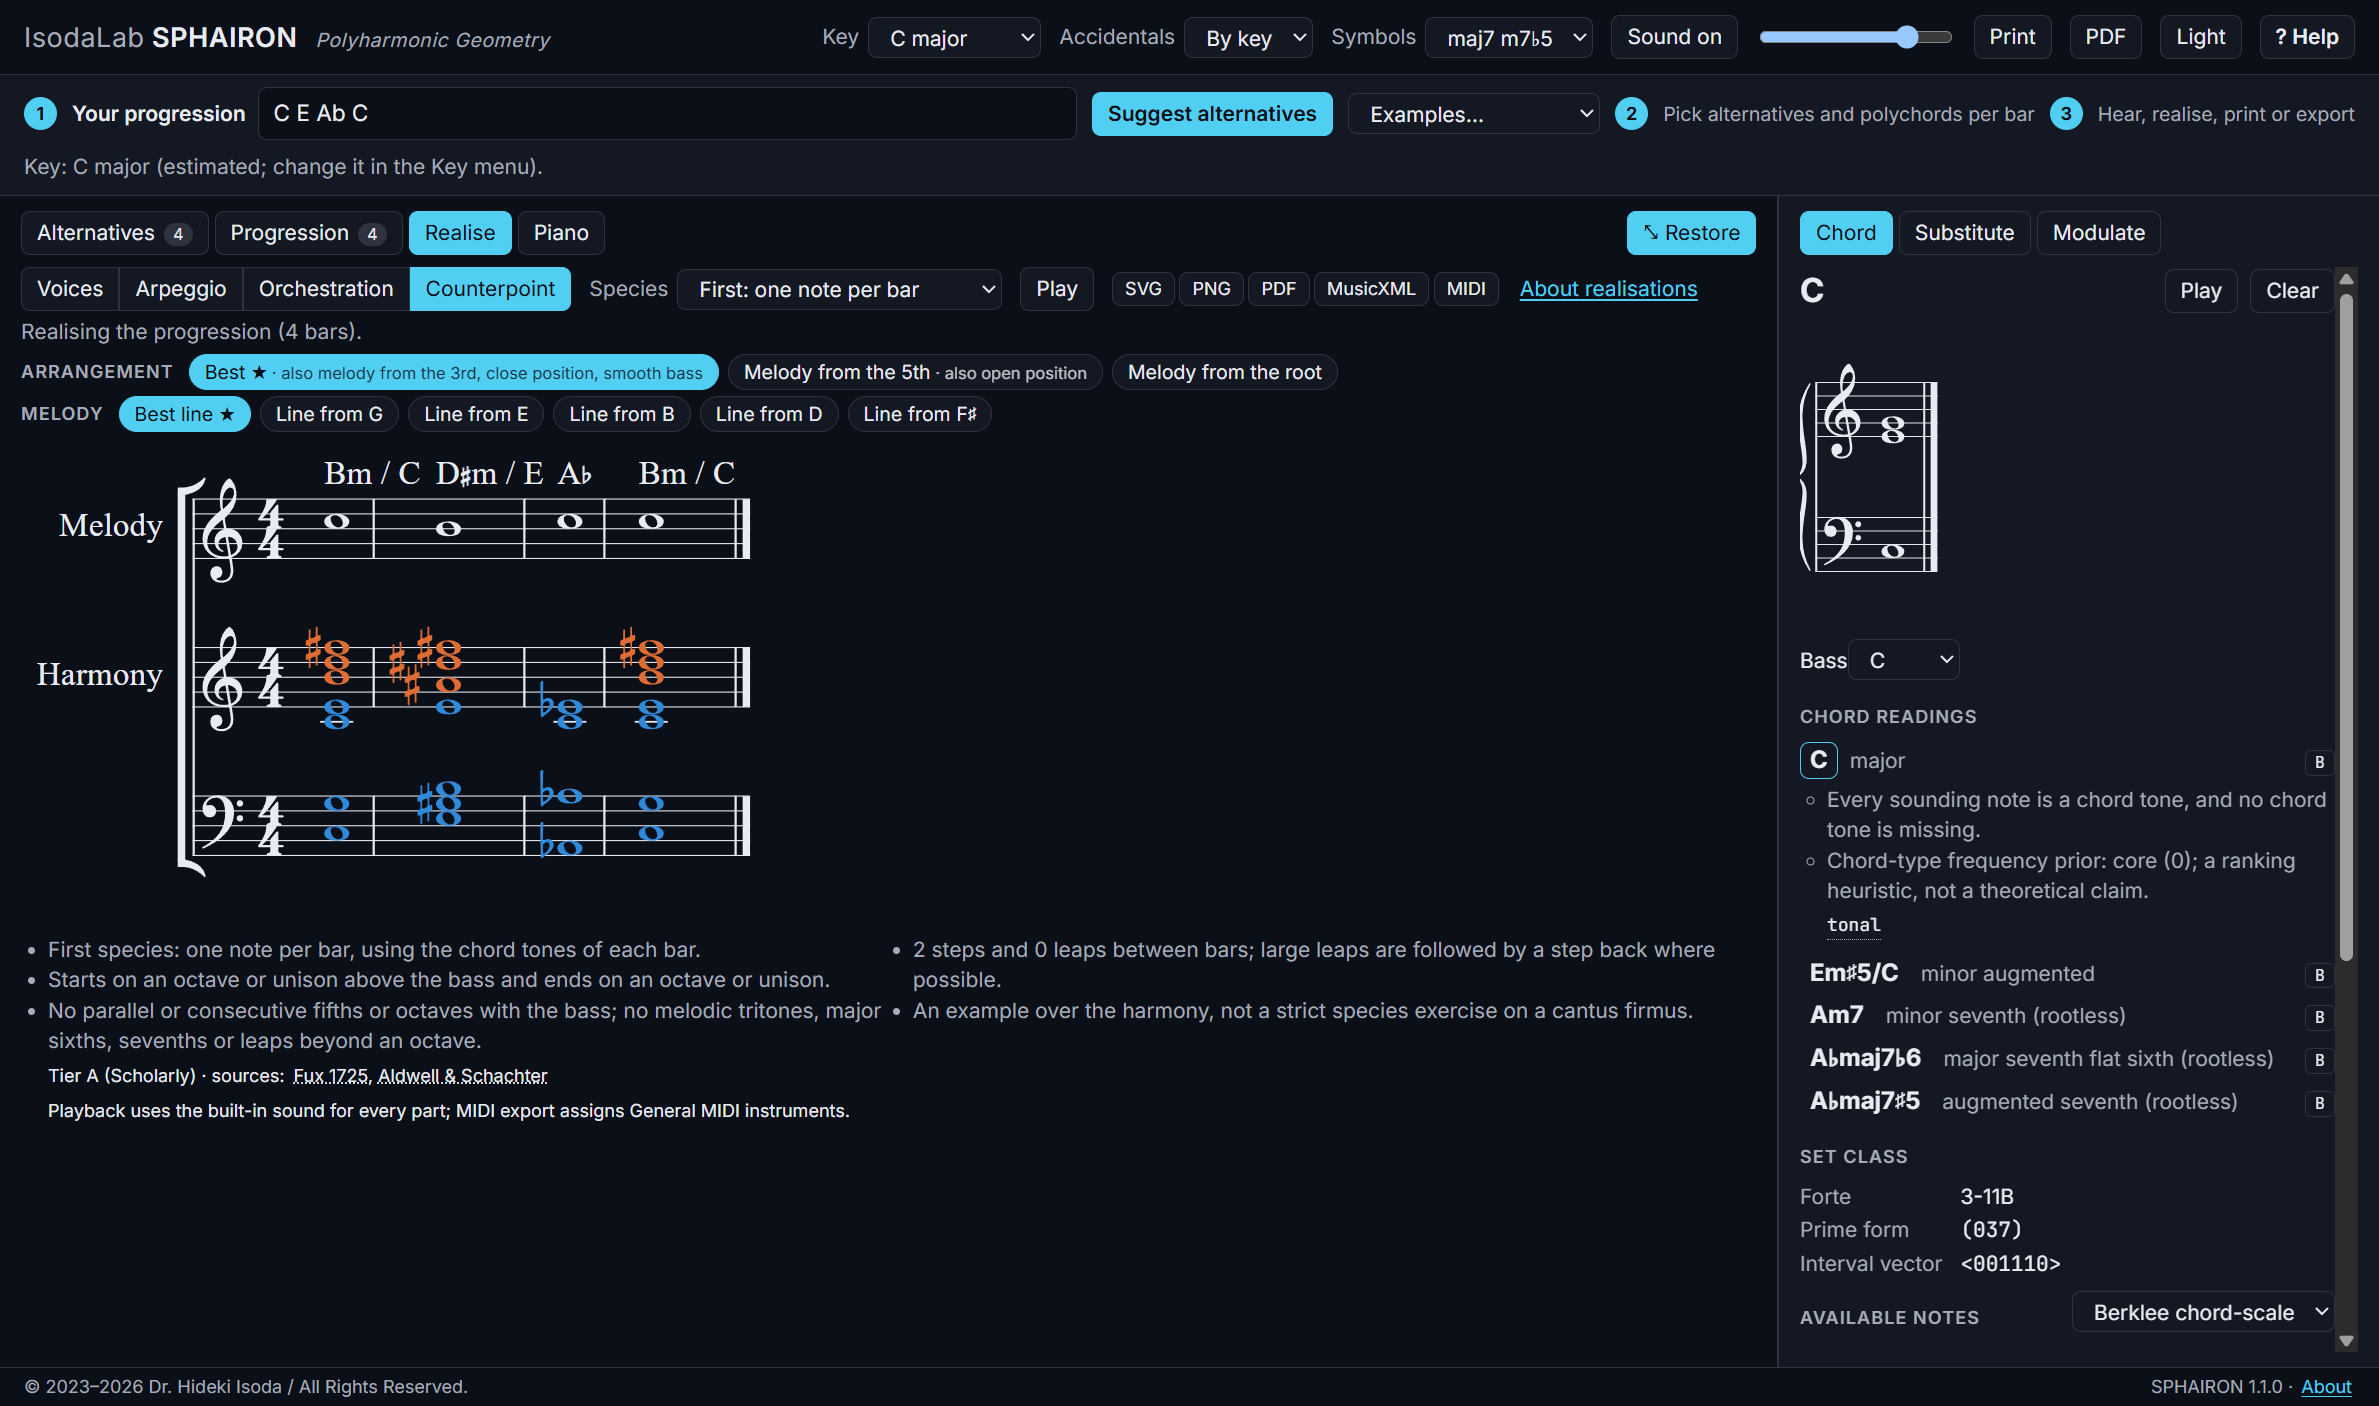 IsodaLab SPHAIRON Polyharmonic Geometry Key C major Accidentals By key Symbols maj7 m7♭5 Sound on Print PDF Light ? Help
1 Your progression C E Ab C Suggest alternatives Examples... 2 Pick alternatives and polychords per bar 3 Hear, realise, print or export
Key: C major (estimated; change it in the Key menu).
Alternatives 4 Progression 4 Realise Piano ⤡ Restore
Voices Arpeggio Orchestration Counterpoint Species First: one note per bar Play SVG PNG PDF MusicXML MIDI About realisations
Realising the progression (4 bars).
ARRANGEMENT Best ★ · also melody from the 3rd, close position, smooth bass Melody from the 5th · also open position Melody from the root
MELODY Best line ★ Line from G Line from E Line from B Line from D Line from F♯
Bm / C D♯m / E A♭ Bm / C
Melody
Harmony
First species: one note per bar, using the chord tones of each bar.
Starts on an octave or unison above the bass and ends on an octave or unison.
No parallel or consecutive fifths or octaves with the bass; no melodic tritones, major
sixths, sevenths or leaps beyond an octave.
Tier A (Scholarly) · sources: Fux 1725, Aldwell & Schachter
Playback uses the built-in sound for every part; MIDI export assigns General MIDI instruments.
2 steps and 0 leaps between bars; large leaps are followed by a step back where
possible.
An example over the harmony, not a strict species exercise on a cantus firmus.
Chord Substitute Modulate
C Play Clear
Bass C
CHORD READINGS
C major B
Every sounding note is a chord tone, and no chord
tone is missing.
Chord-type frequency prior: core (0); a ranking
heuristic, not a theoretical claim.
tonal
Em♯5/C minor augmented B
Am7 minor seventh (rootless) B
A♭maj7♭6 major seventh flat sixth (rootless) B
A♭maj7♯5 augmented seventh (rootless) B
SET CLASS
Forte 3-11B
Prime form (037)
Interval vector <001110>
AVAILABLE NOTES Berklee chord-scale
© 2023–2026 Dr. Hideki Isoda / All Rights Reserved. SPHAIRON 1.1.0 · About